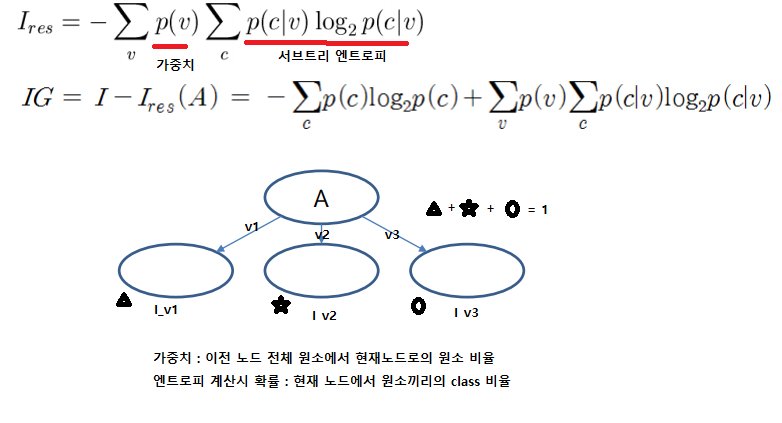 I_{res} = -\sum_{v} p(v) \sum_{c} p(c|v) \log_2 p(c|v)
가중치 서브트리 엔트로피
IG = I - I_{res}(A) = -\sum_{c} p(c) log_2 p(c) + \sum_{v} p(v) \sum_{c} p(c|v) log_2 p(c|v)
A
+ + = 1
v1 v2 v3
I_v1 I v2 I v3
가중치 : 이전 노드 전체 원소에서 현재노드로의 원소 비율
엔트로피 계산시 확률 : 현재 노드에서 원소끼리의 class 비율